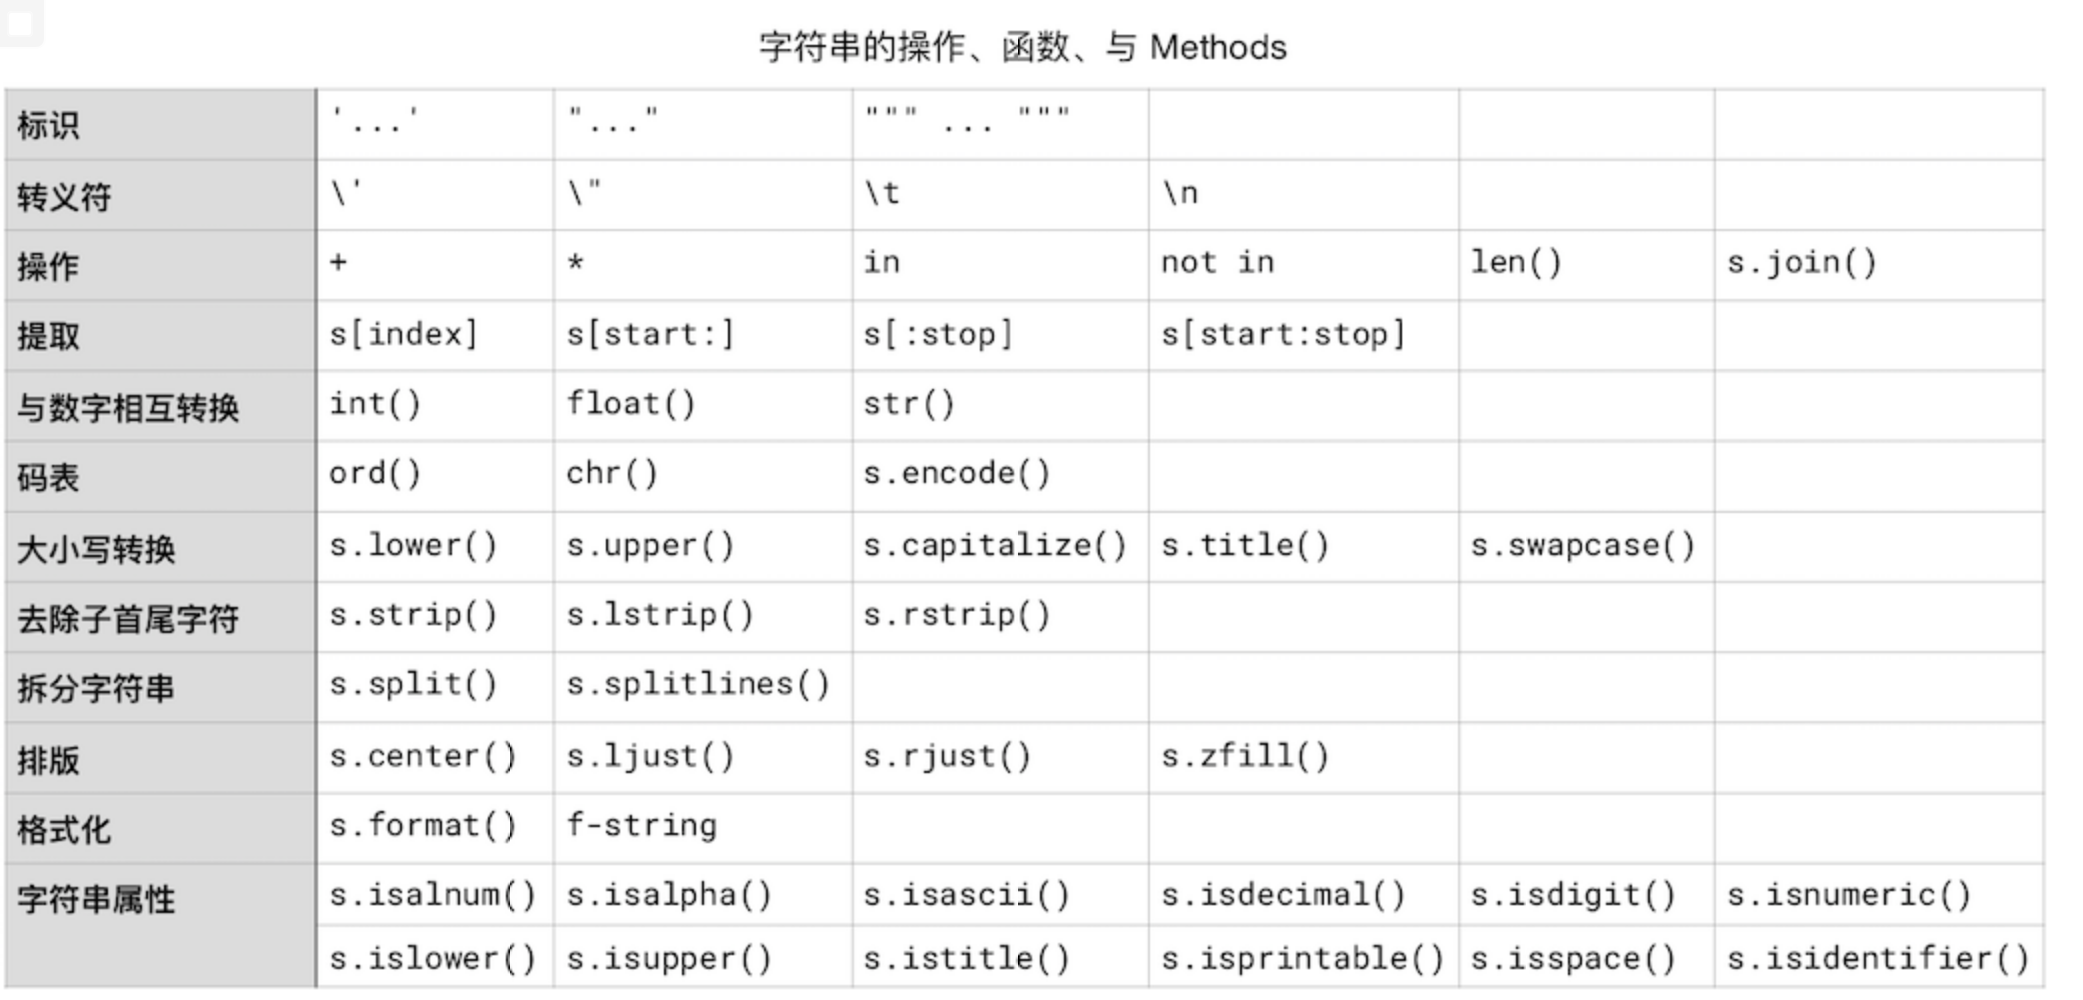 字符串的操作、函数、与 Methods
标识 '...' "..." """ ... """
转义符 \' \" \t \n
操作 + * in not in len() s.join()
提取 s[index] s[start:] s[:stop] s[start:stop]
与数字相互转换 int() float() str()
码表 ord() chr() s.encode()
大小写转换 s.lower() s.upper() s.capitalize() s.title() s.swapcase()
去除子首尾字符 s.strip() s.lstrip() s.rstrip()
拆分字符串 s.split() s.splitlines()
排版 s.center() s.ljust() s.rjust() s.zfill()
格式化 s.format() f-string
字符串属性 s.isalnum() s.isalpha() s.isascii() s.isdecimal() s.isdigit() s.isnumeric()
s.islower() s.isupper() s.istitle() s.isprintable() s.isspace() s.isidentifier()